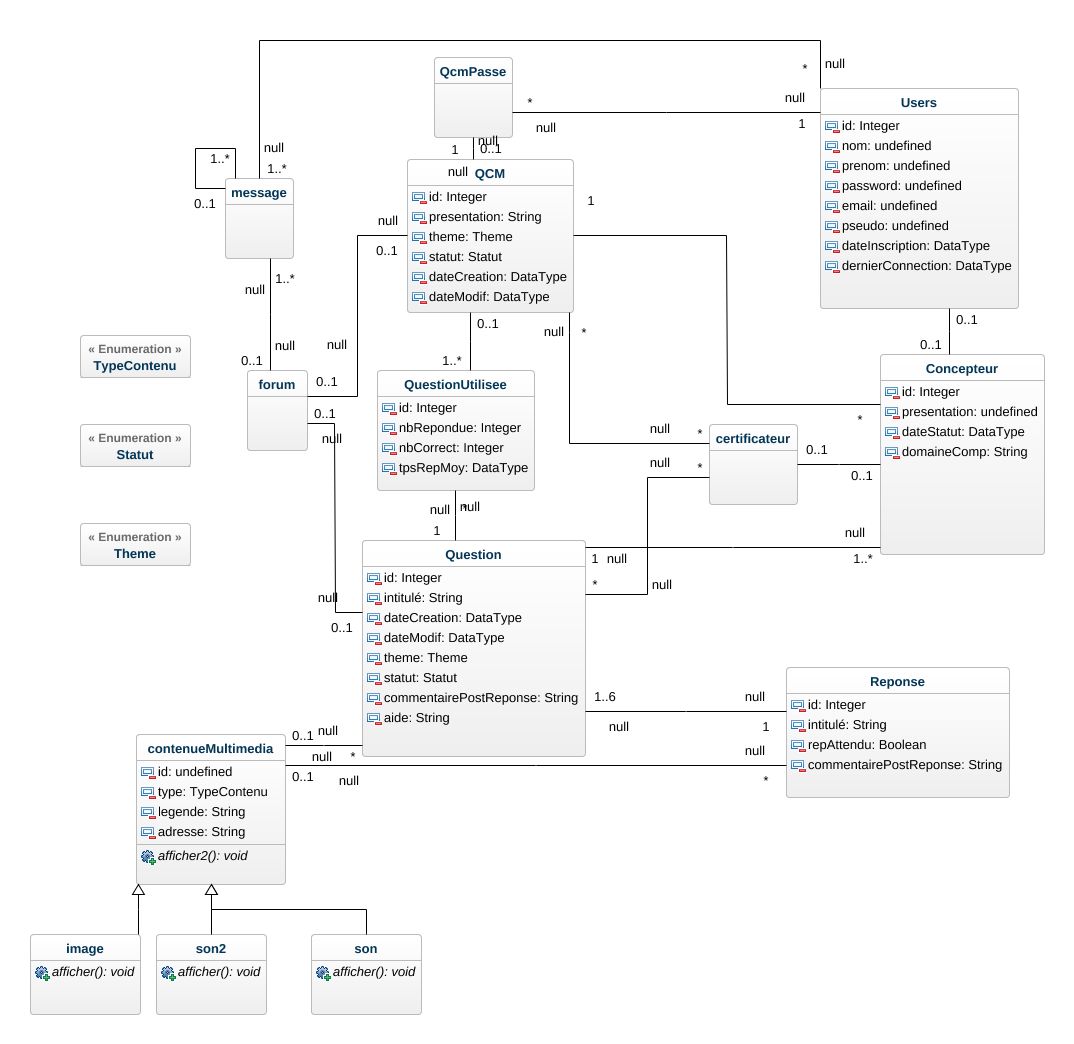 QcmPasse
null
*
null
*
null
null
1
Users
id: Integer
nom: undefined
prenom: undefined
password: undefined
email: undefined
pseudo: undefined
dateInscription: DataType
dernierConnection: DataType
null
1..*
1..*
0..1
message
1
null
0..1
null
QCM
id: Integer
presentation: String
theme: Theme
statut: Statut
dateCreation: DataType
dateModif: DataType
1
null
0..1
1..*
null
null
0..1
null
0..1
0..1
null
forum
0..1
1..*
null
*
0..1
0..1
« Enumeration »
TypeContenu
« Enumeration »
Statut
« Enumeration »
Theme
QuestionUtilisee
id: Integer
nbRepondue: Integer
nbCorrect: Integer
tpsRepMoy: DataType
Concepteur
id: Integer
presentation: undefined
dateStatut: DataType
domaineComp: String
*
null
*
null
*
certificateur
0..1
0..1
null
null
*
1
null
1..*
1
null
*
null
null
0..1
Question
id: Integer
intitulé: String
dateCreation: DataType
dateModif: DataType
theme: Theme
statut: Statut
commentairePostReponse: String
aide: String
1..6
null
null
1
null
*
Reponse
id: Integer
intitulé: String
repAttendu: Boolean
commentairePostReponse: String
0..1
null
null
*
0..1
null
contenueMultimedia
id: undefined
type: TypeContenu
legende: String
adresse: String
afficher2(): void
image
afficher(): void
son2
afficher(): void
son
afficher(): void